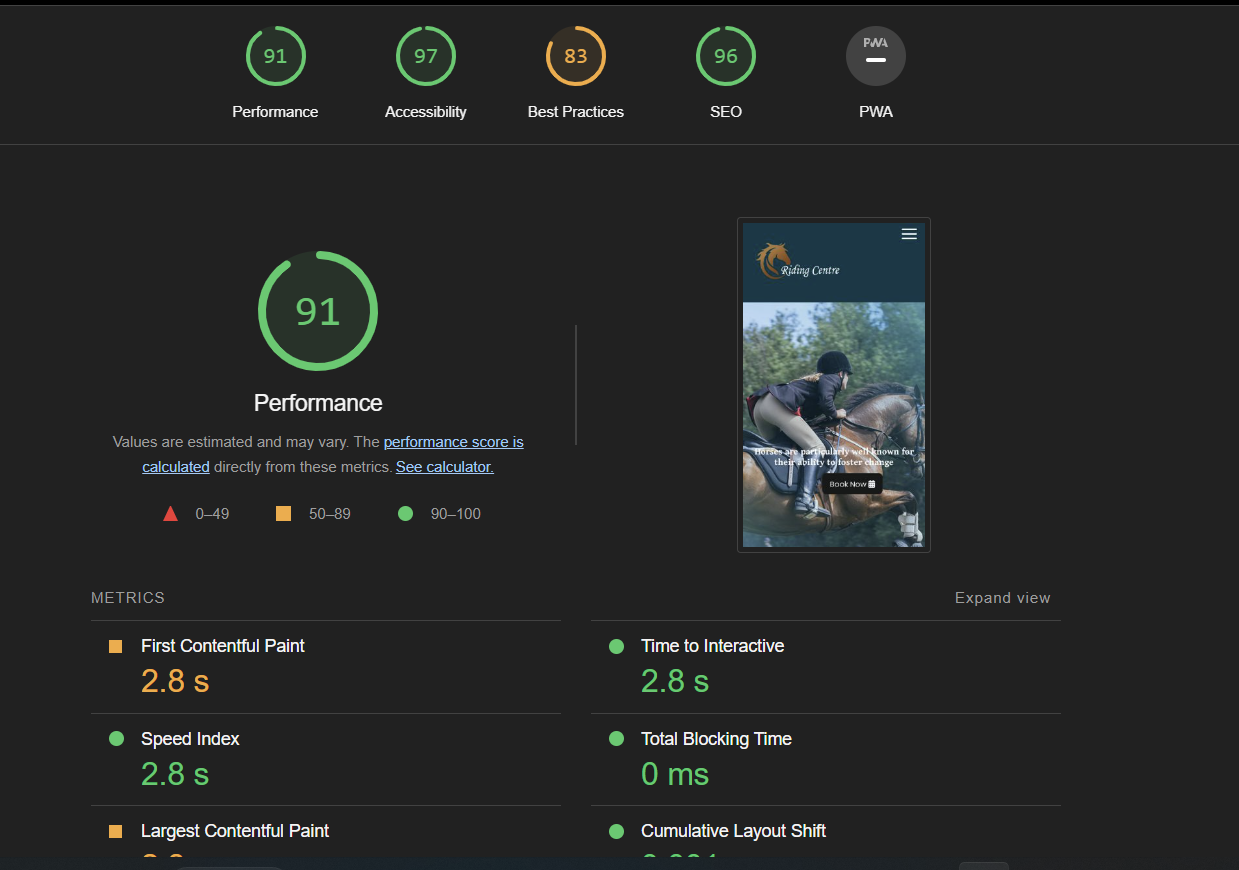 91 97 83 96 PWA
Performance Accessibility Best Practices SEO PWA
91
Performance
Values are estimated and may vary. The performance score is
calculated directly from these metrics. See calculator.
0–49 50–89 90–100
Riding Centre
Horses are particularly well known for
their ability to foster change
Book Now
METRICS Expand view
First Contentful Paint Time to Interactive
2.8 s 2.8 s
Speed Index Total Blocking Time
2.8 s 0 ms
Largest Contentful Paint Cumulative Layout Shift